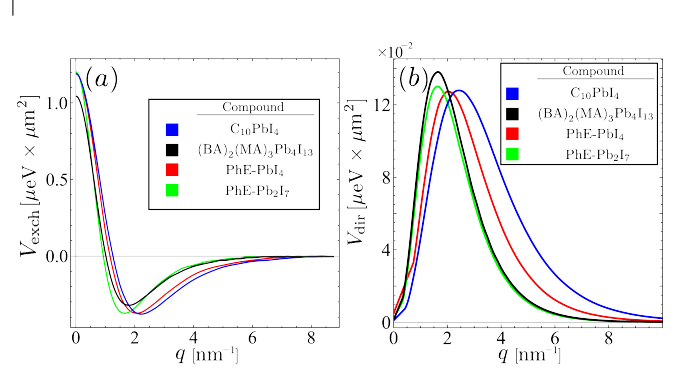 (a)
V_exch [μeV × μm²]
1.0
0.5
0.0
Compound
C₁₀PbI₄
(BA)₂(MA)₃Pb₄I₁₃
PhE-PbI₄
PhE-Pb₂I₇
0 2 4 6 8
q [nm⁻¹]
×10⁻²
(b)
V_dir [μeV × μm²]
12
8
4
0
Compound
C₁₀PbI₄
(BA)₂(MA)₃Pb₄I₁₃
PhE-PbI₄
PhE-Pb₂I₇
0 2 4 6 8
q [nm⁻¹]